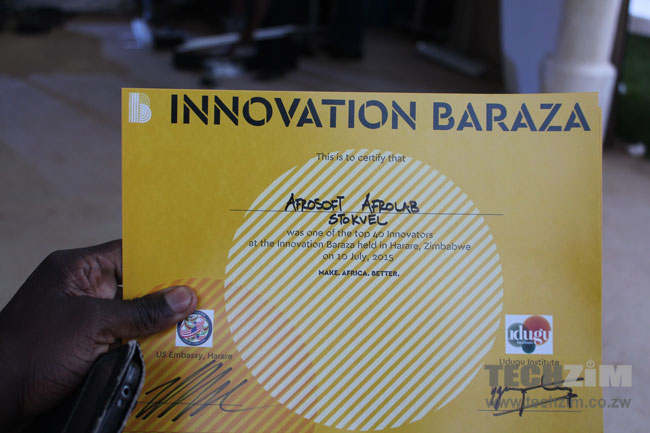 INNOVATION BARAZA
This is to certify that
AFROSOFT AFROLAB
STOKVEL
was one of the top 40 Innovators
at the Innovation Baraza held in Harare, Zimbabwe
on 10 July, 2015
MAKE. AFRICA. BETTER.
udugu
US Embassy, Harare
Udugu Institute
TECHZIM
www.techzim.co.zw